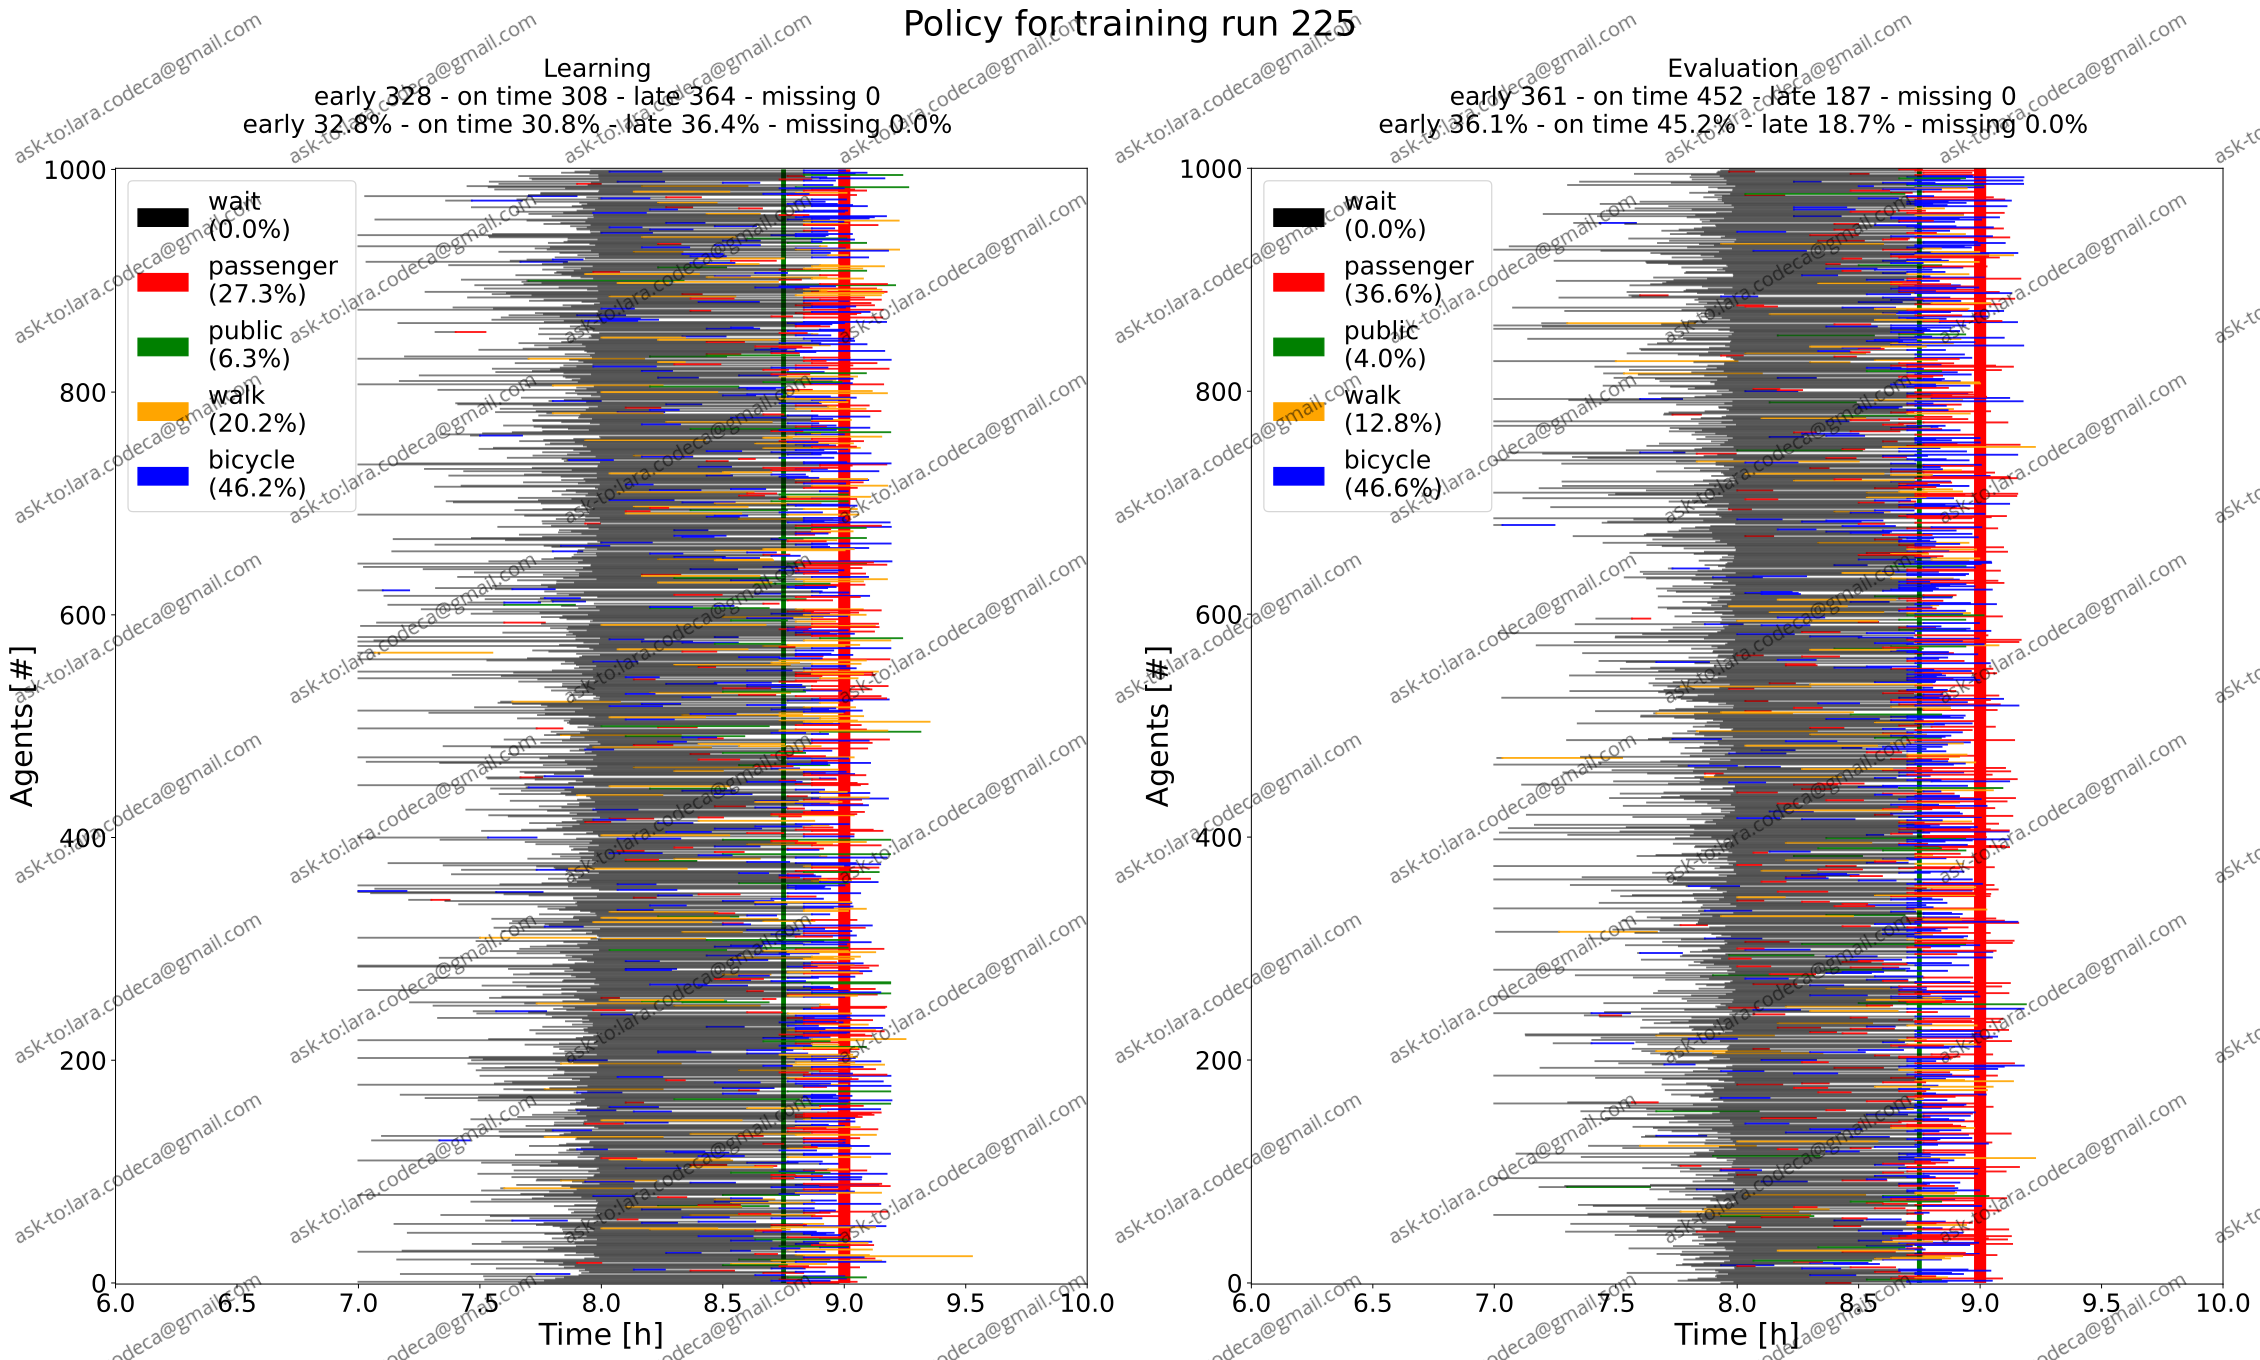 Policy for training run 225
Learning
early 328 - on time 308 - late 364 - missing 0
early 32.8% - on time 30.8% - late 36.4% - missing 0.0%
1000
800
600
400
200
0
Agents [#]
wait
(0.0%)
passenger
(27.3%)
public
(6.3%)
walk
(20.2%)
bicycle
(46.2%)
6.0 6.5 7.0 7.5 8.0 8.5 9.0 9.5 10.0
Time [h]
Evaluation
early 361 - on time 452 - late 187 - missing 0
early 36.1% - on time 45.2% - late 18.7% - missing 0.0%
1000
800
600
400
200
0
Agents [#]
wait
(0.0%)
passenger
(36.6%)
public
(4.0%)
walk
(12.8%)
bicycle
(46.6%)
6.0 6.5 7.0 7.5 8.0 8.5 9.0 9.5 10.0
Time [h]
ask-to:lara.codeca@gmail.com